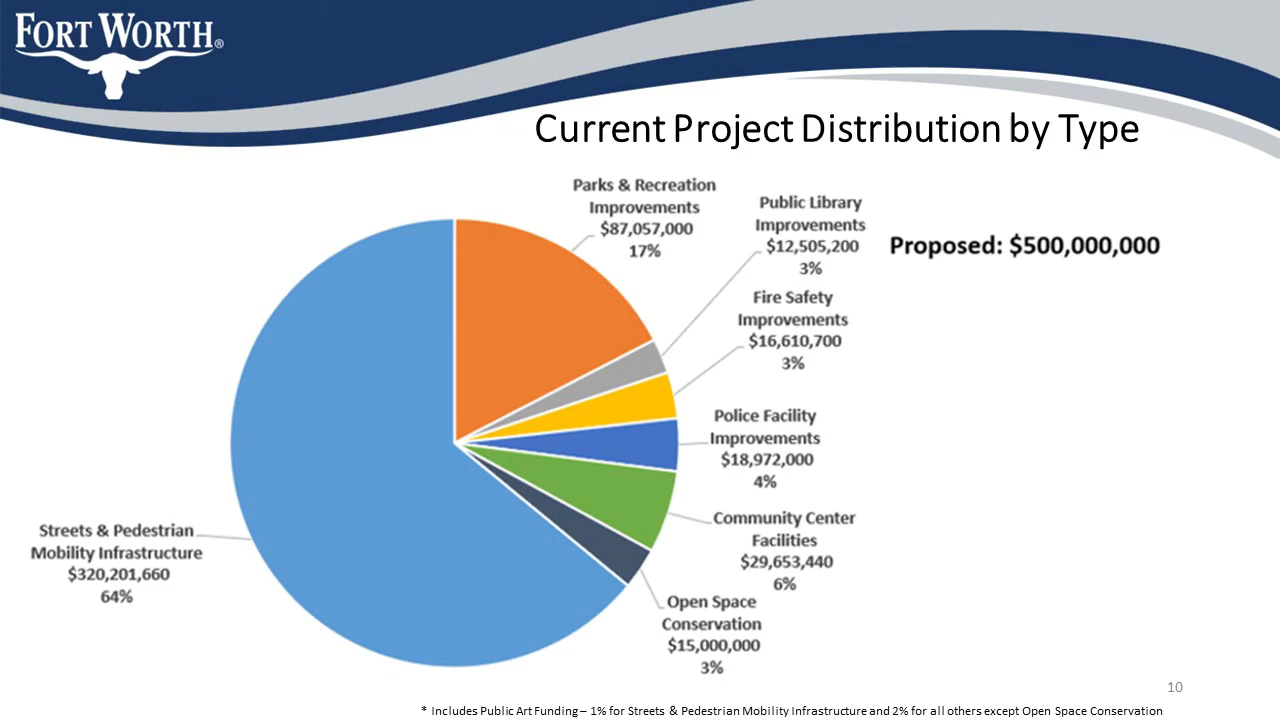 FORT WORTH®
Current Project Distribution by Type
Parks & Recreation
Improvements
$87,057,000
17%
Public Library
Improvements
$12,505,200
3%
Proposed: $500,000,000
Fire Safety
Improvements
$16,610,700
3%
Police Facility
Improvements
$18,972,000
4%
Community Center
Facilities
$29,653,440
6%
Streets & Pedestrian
Mobility Infrastructure
$320,201,660
64%
Open Space
Conservation
$15,000,000
3%
10
* Includes Public Art Funding – 1% for Streets & Pedestrian Mobility Infrastructure and 2% for all others except Open Space Conservation